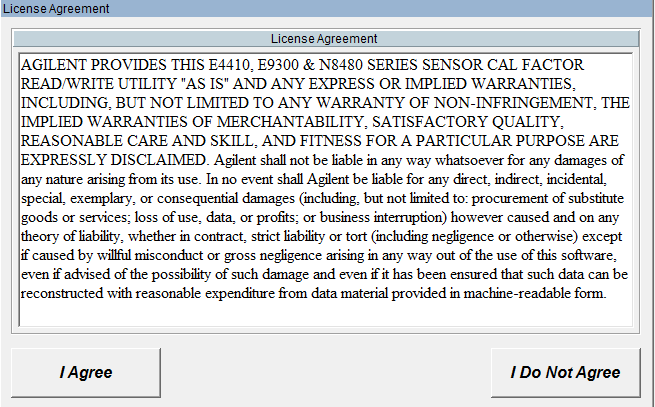 License Agreement
License Agreement
AGILENT PROVIDES THIS E4410, E9300 & N8480 SERIES SENSOR CAL FACTOR
READ/WRITE UTILITY "AS IS" AND ANY EXPRESS OR IMPLIED WARRANTIES,
INCLUDING, BUT NOT LIMITED TO ANY WARRANTY OF NON-INFRINGEMENT, THE
IMPLIED WARRANTIES OF MERCHANTABILITY, SATISFACTORY QUALITY,
REASONABLE CARE AND SKILL, AND FITNESS FOR A PARTICULAR PURPOSE ARE
EXPRESSLY DISCLAIMED. Agilent shall not be liable in any way whatsoever for any damages of
any nature arising from its use. In no event shall Agilent be liable for any direct, indirect, incidental,
special, exemplary, or consequential damages (including, but not limited to: procurement of substitute
goods or services; loss of use, data, or profits; or business interruption) however caused and on any
theory of liability, whether in contract, strict liability or tort (including negligence or otherwise) except
if caused by willful misconduct or gross negligence arising in any way out of the use of this software,
even if advised of the possibility of such damage and even if it has been ensured that such data can be
reconstructed with reasonable expenditure from data material provided in machine-readable form.
I Agree
I Do Not Agree